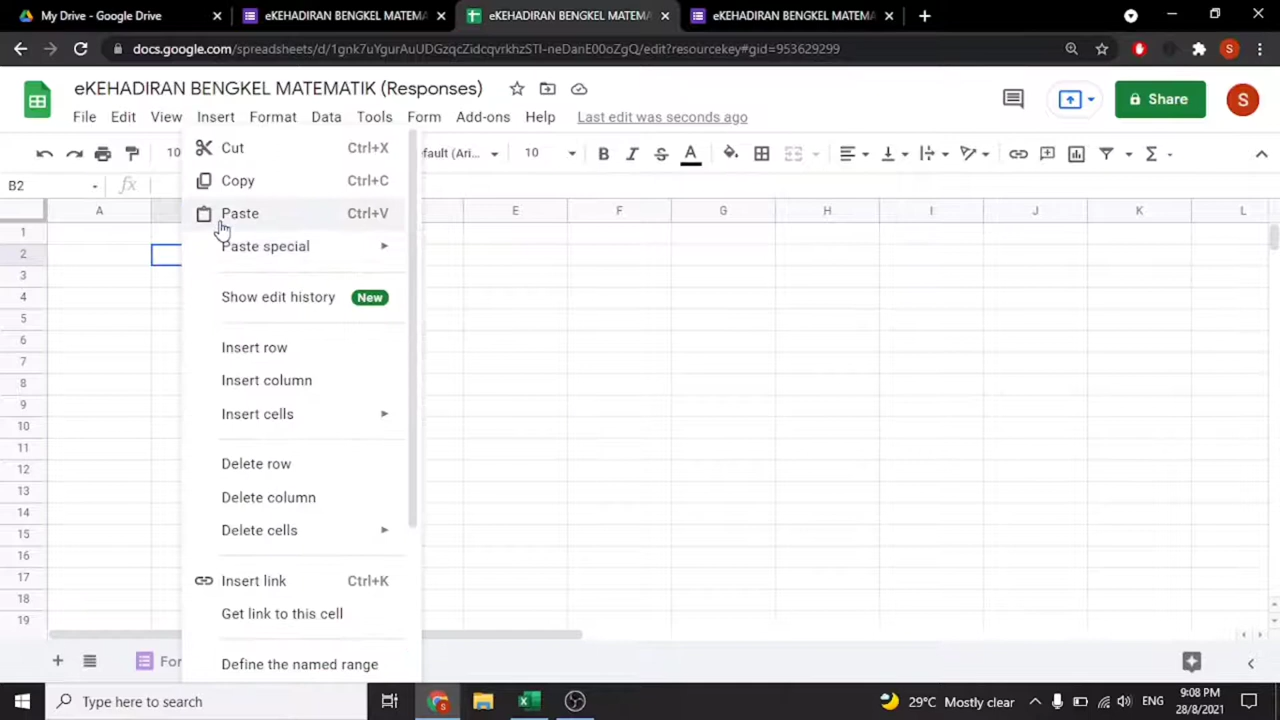 My Drive - Google Drive
eKEHADIRAN BENGKEL MATEMA
eKEHADIRAN BENGKEL MATEMA
eKEHADIRAN BENGKEL MATEMA
docs.google.com/spreadsheets/d/1gnk7uYgurAuUDGzqcZidcqvrkhzSTI-neDanE00oZgQ/edit?resourcekey#gid=953629299
S
eKEHADIRAN BENGKEL MATEMATIK (Responses)
Share
S
File Edit View Insert Format Data Tools Form Add-ons Help Last edit was seconds ago
10 efault (Ari... 10 B I S A Σ
B2 fx
A E F G H I J K L
1
2
3
4
5
6
7
8
9
10
11
12
13
14
15
16
17
18
19
Cut Ctrl+X
Copy Ctrl+C
Paste Ctrl+V
Paste special
Show edit history New
Insert row
Insert column
Insert cells
Delete row
Delete column
Delete cells
Insert link Ctrl+K
Get link to this cell
Define the named range
For
Type here to search
29°C Mostly clear ENG 9:08 PM
28/8/2021